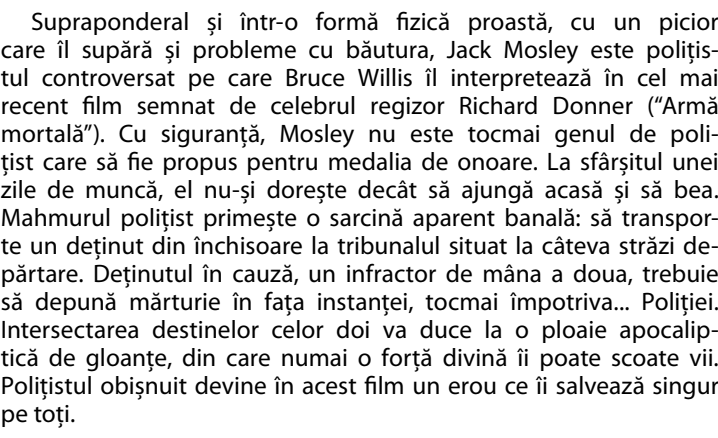 Supraponderal și într-o formă fizică proastă, cu un picior
care îl supără și probleme cu băutura, Jack Mosley este polițis-
tul controversat pe care Bruce Willis îl interpretează în cel mai
recent film semnat de celebrul regizor Richard Donner (“Armă
mortală”). Cu siguranță, Mosley nu este tocmai genul de poli-
țist care să fie propus pentru medalia de onoare. La sfârșitul unei
zile de muncă, el nu-și dorește decât să ajungă acasă și să bea.
Mahmurul polițist primește o sarcină aparent banală: să transpor-
te un deținut din închisoare la tribunalul situat la câteva străzi de-
părtare. Deținutul în cauză, un infractor de mâna a doua, trebuie
să depună mărturie în fața instanței, tocmai împotriva... Poliției.
Intersectarea destinelor celor doi va duce la o ploaie apocalip-
tică de gloanțe, din care numai o forță divină îi poate scoate vii.
Polițistul obișnuit devine în acest film un erou ce îi salvează singur
pe toți.